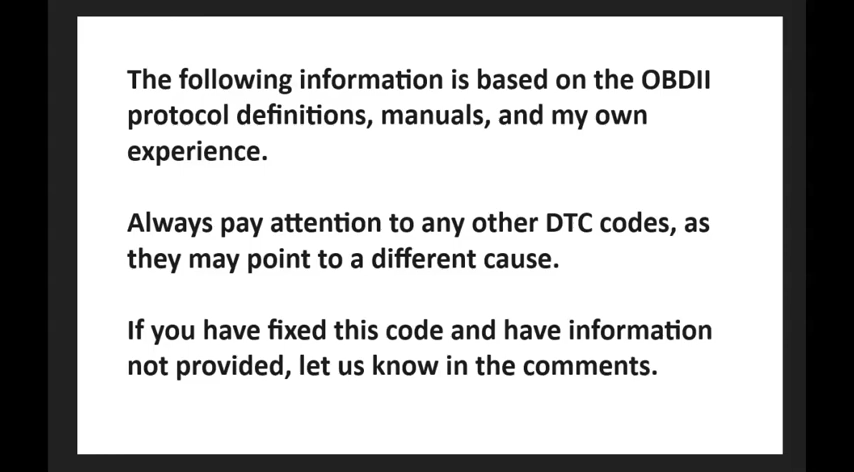 The following information is based on the OBDII
protocol definitions, manuals, and my own
experience.
Always pay attention to any other DTC codes, as
they may point to a different cause.
If you have fixed this code and have information
not provided, let us know in the comments.